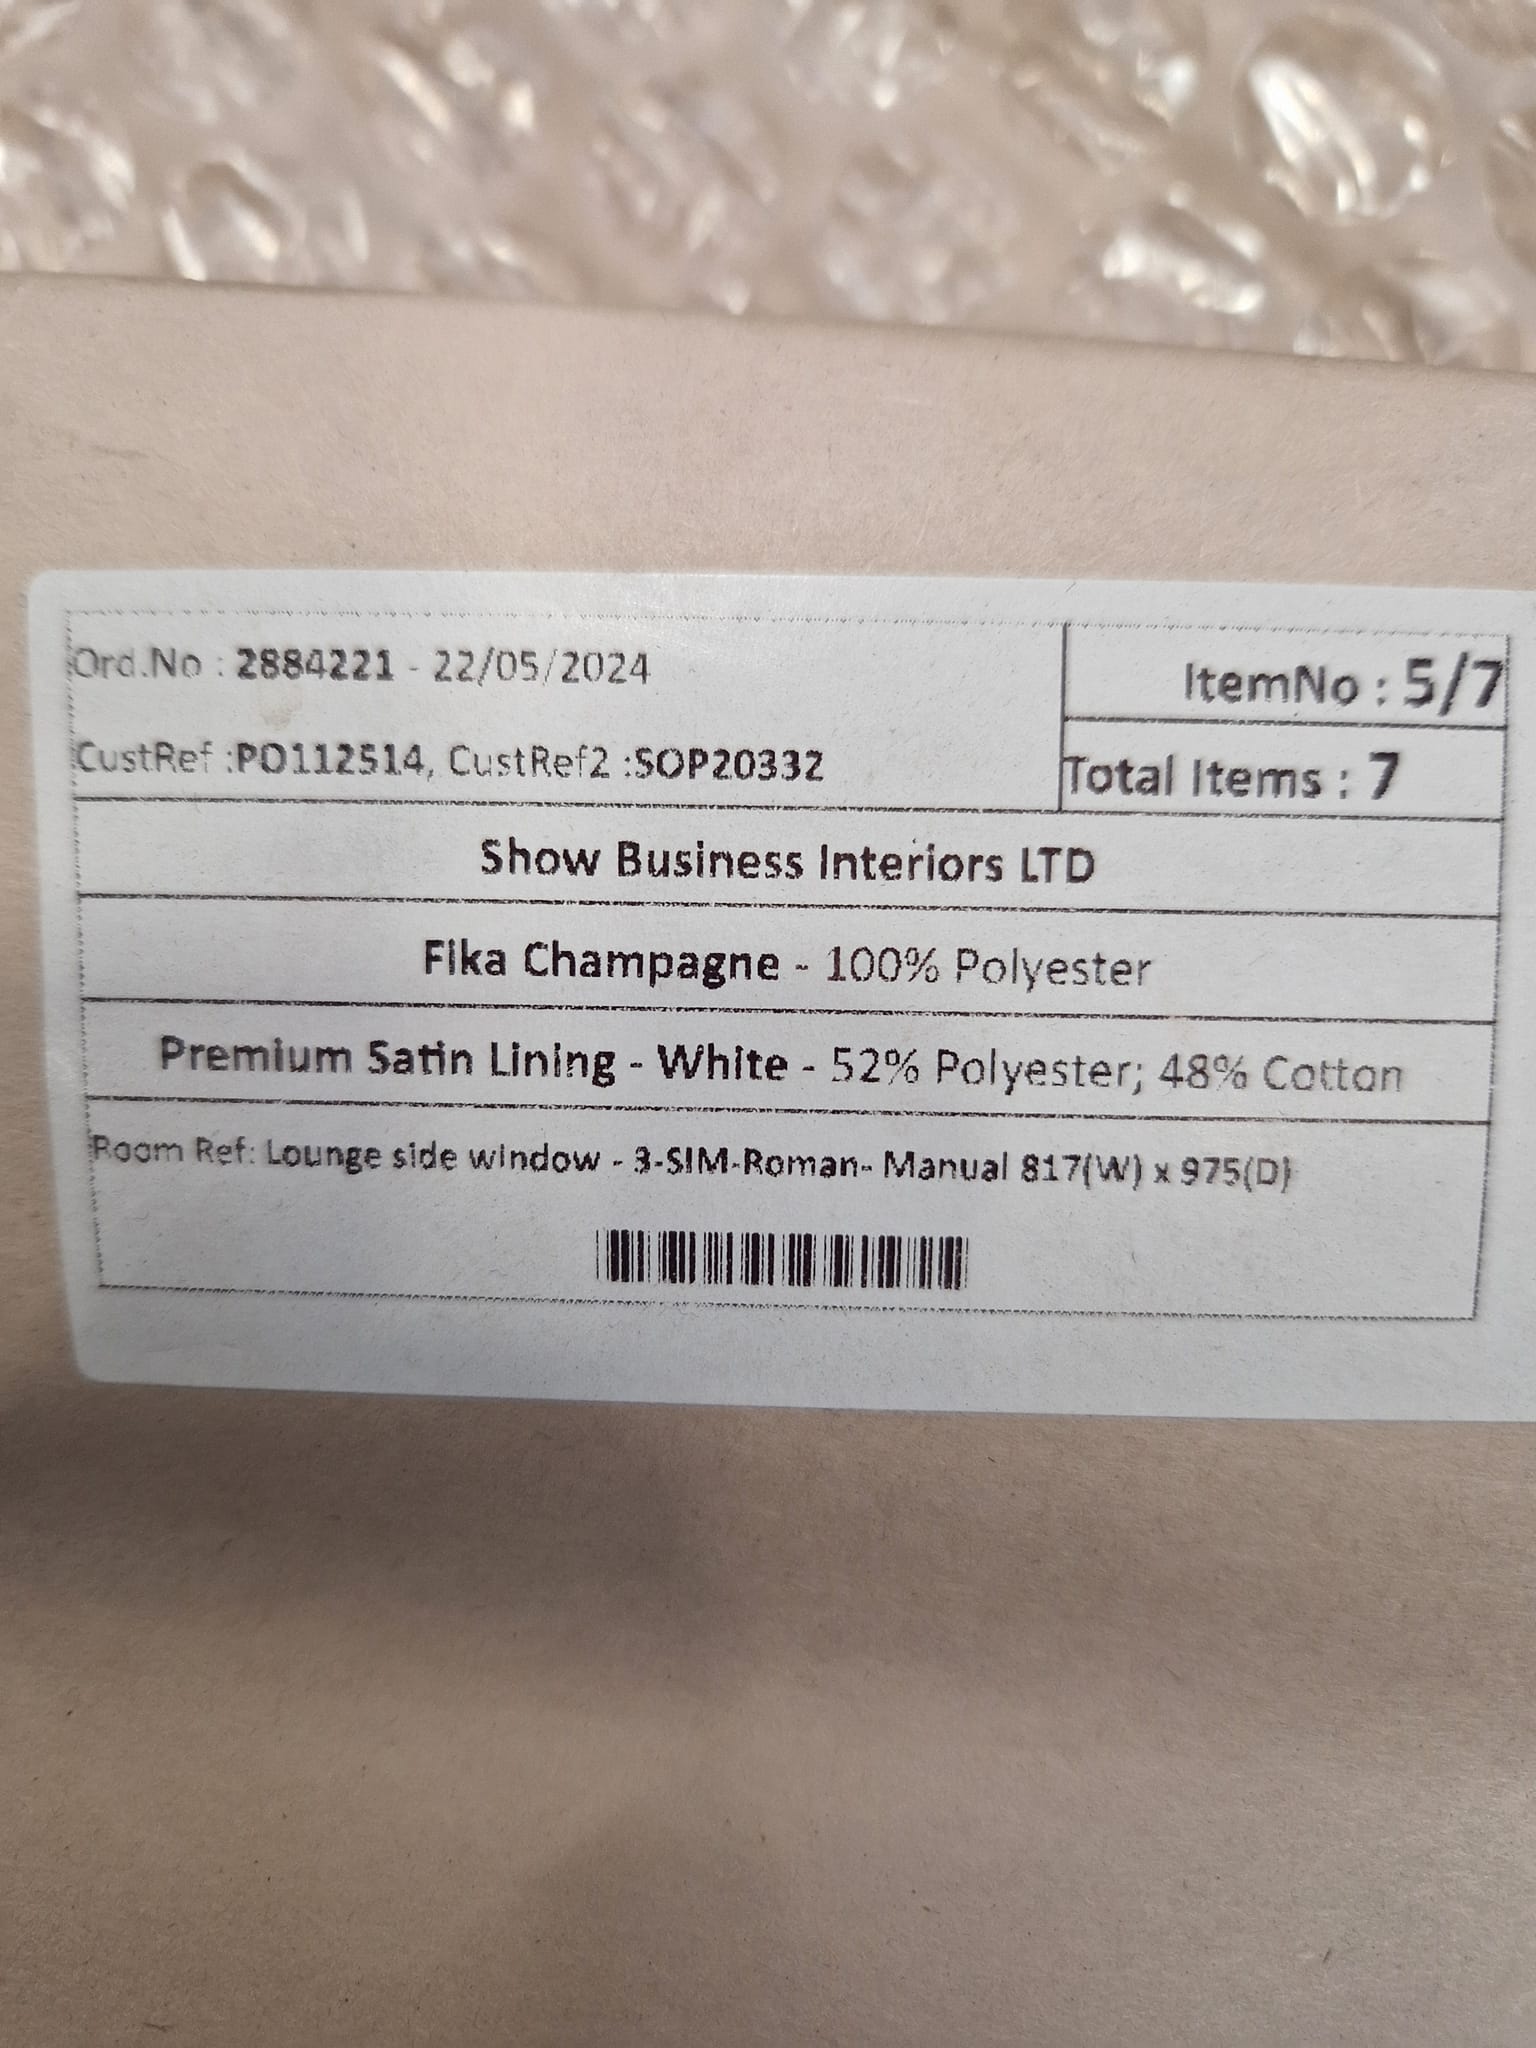 Ord.No : 2884221 - 22/05/2024
ItemNo : 5/7
CustRef :PO112514, CustRef2 :SOP20332
Total Items : 7
Show Business Interiors LTD
Fika Champagne - 100% Polyester
Premium Satin Lining - White - 52% Polyester; 48% Cotton
Room Ref: Lounge side window - 3-SIM-Roman- Manual 817(W) x 975(D)